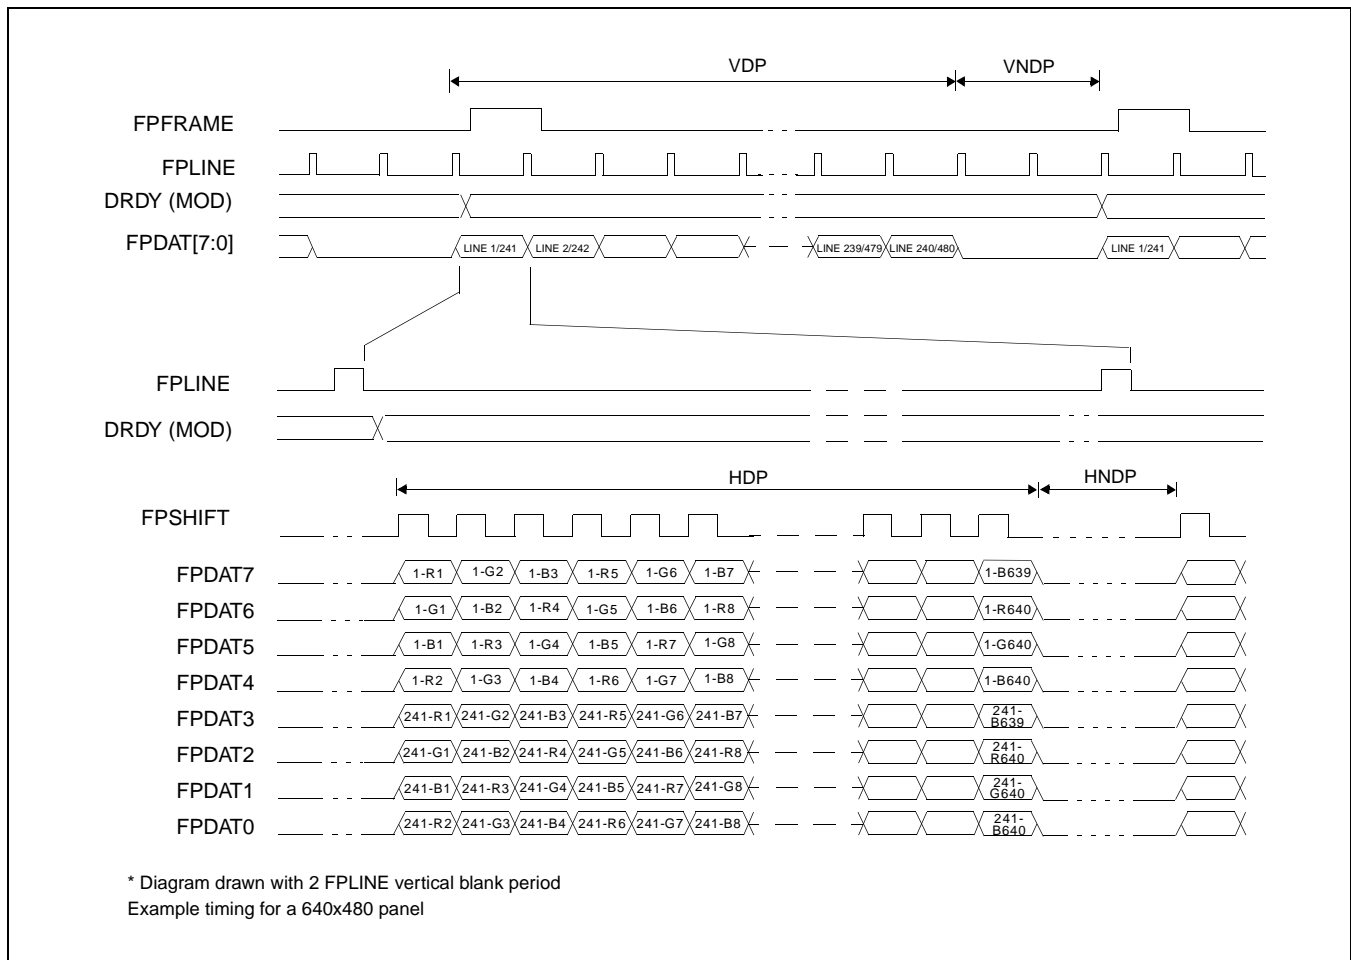 VDP VNDP
FPFRAME
FPLINE
DRDY (MOD)
FPDAT[7:0] LINE 1/241 LINE 2/242 LINE 239/479 LINE 240/480 LINE 1/241
FPLINE
DRDY (MOD)
HDP HNDP
FPSHIFT
FPDAT7 1-R1 1-G2 1-B3 1-R5 1-G6 1-B7 1-B639
FPDAT6 1-G1 1-B2 1-R4 1-G5 1-B6 1-R8 1-R640
FPDAT5 1-B1 1-R3 1-G4 1-B5 1-R7 1-G8 1-G640
FPDAT4 1-R2 1-G3 1-B4 1-R6 1-G7 1-B8 1-B640
FPDAT3 241-R1 241-G2 241-B3 241-R5 241-G6 241-B7 241-B639
FPDAT2 241-G1 241-B2 241-R4 241-G5 241-B6 241-R8 241-R640
FPDAT1 241-B1 241-R3 241-G4 241-B5 241-R7 241-G8 241-G640
FPDAT0 241-R2 241-G3 241-B4 241-R6 241-G7 241-B8 241-B640
* Diagram drawn with 2 FPLINE vertical blank period
Example timing for a 640x480 panel